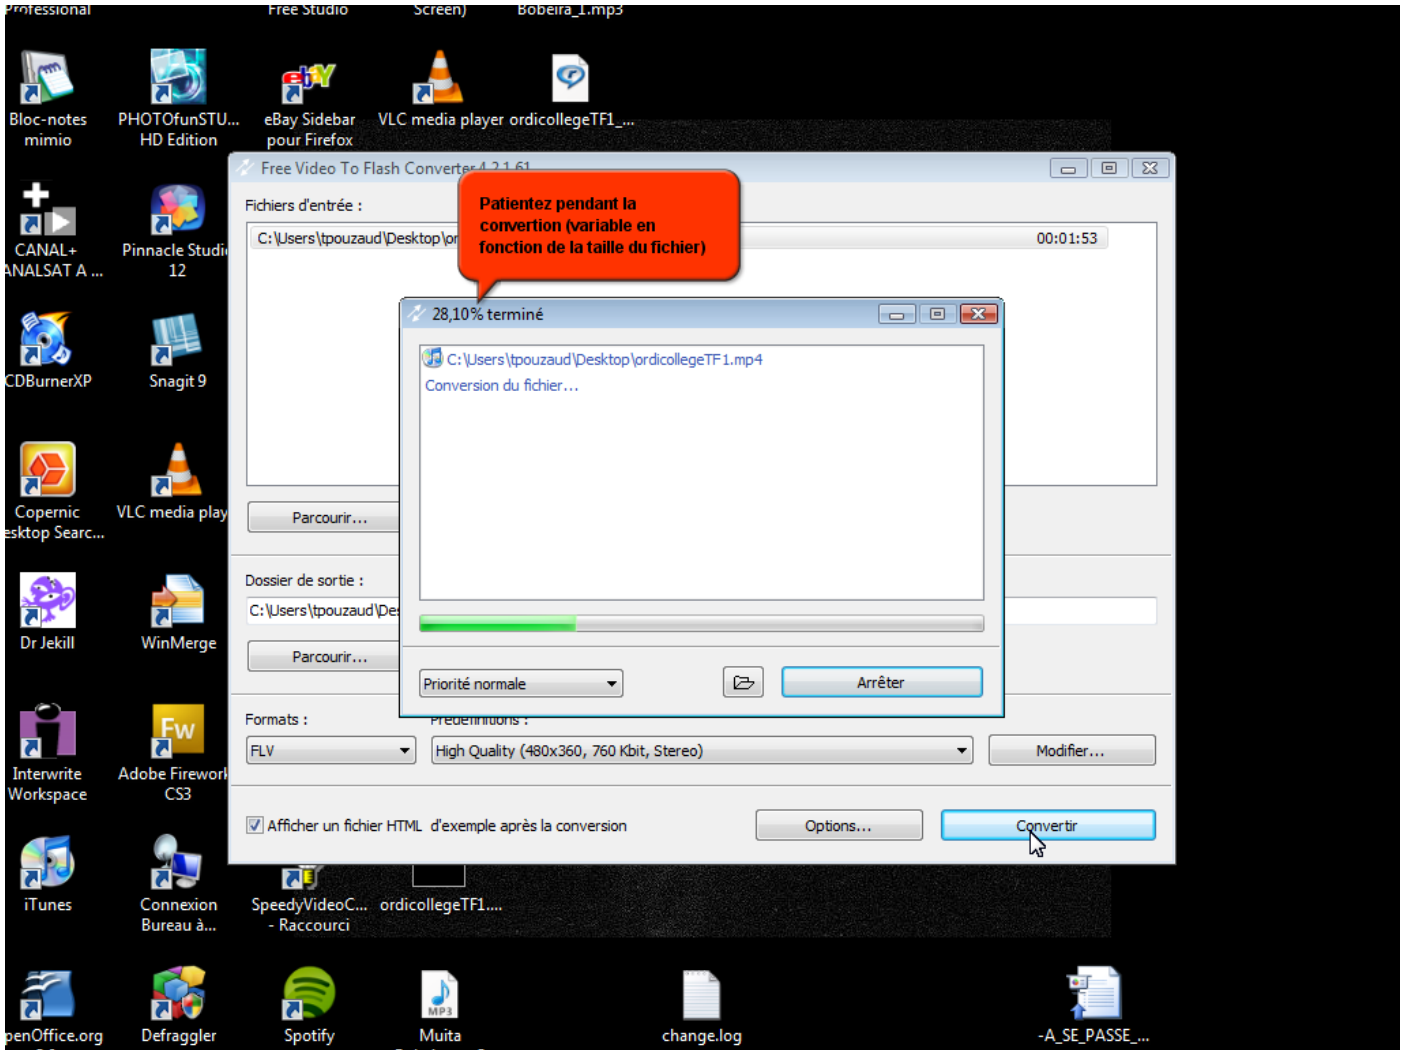 Professional
Free Studio
Screen)
Bobeira_1.mp3
Bloc-notes
mimio
PHOTOfunSTU...
HD Edition
eBay Sidebar
pour Firefox
VLC media player
ordicollegeTF1_...
CANAL+
ANALSAT A ...
Pinnacle Studi
12
CDBurnerXP
Snagit 9
Copernic
esktop Searc...
VLC media play
Dr Jekill
WinMerge
Interwrite
Workspace
Fw
Adobe Firework
CS3
iTunes
Connexion
Bureau à...
SpeedyVideoC...
- Raccourci
ordicollegeTF1....
penOffice.org
Defraggler
Spotify
MP3
Muita
change.log
-A_SE_PASSE_...
Free Video To Flash Converter 4.2.1.61
Fichiers d'entrée :
C:\Users\tpouzaud\Desktop\or
00:01:53
Patientez pendant la
convertion (variable en
fonction de la taille du fichier)
28,10% terminé
C:\Users\tpouzaud\Desktop\ordicollegeTF1.mp4
Conversion du fichier...
Priorité normale
Arrêter
Parcourir...
Dossier de sortie :
C:\Users\tpouzaud\Des
Parcourir...
Formats :
Prédéfinitions :
FLV
High Quality (480x360, 760 Kbit, Stereo)
Modifier...
Afficher un fichier HTML d'exemple après la conversion
Options...
Convertir